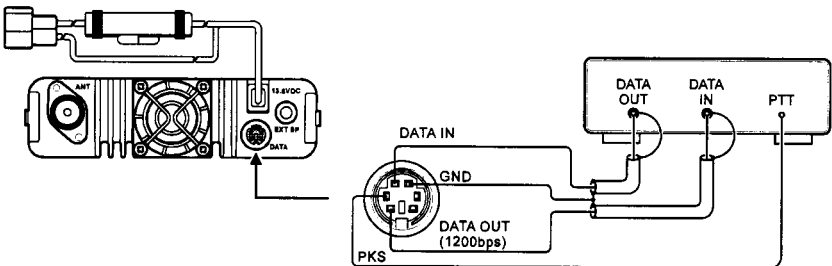 ANT
13.8VDC
EXT SP
DATA
DATA IN
GND
DATA OUT
(1200bps)
PKS
DATA
OUT
DATA
IN
PTT